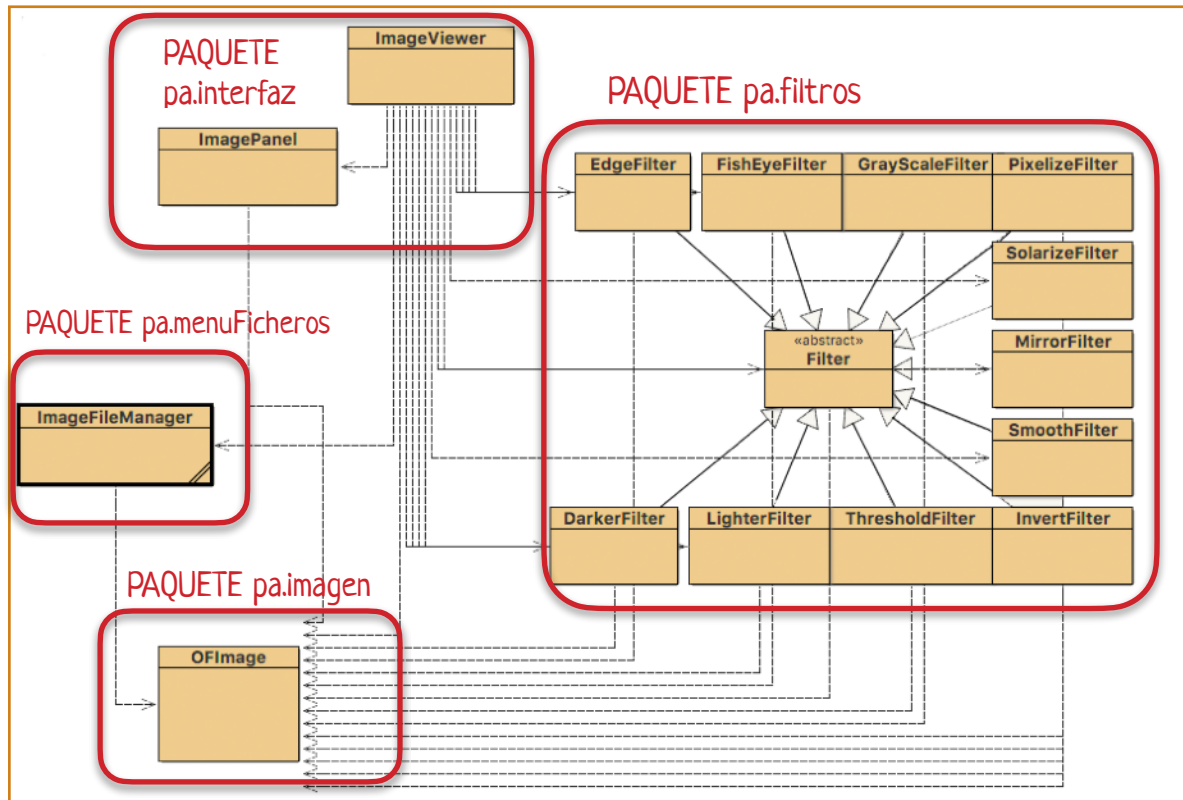 PAQUETE
pa.interfaz
ImageViewer
ImagePanel
PAQUETE pa.filtros
EdgeFilter
FishEyeFilter
GrayScaleFilter
PixelizeFilter
SolarizeFilter
«abstract»
Filter
MirrorFilter
SmoothFilter
DarkerFilter
LighterFilter
ThresholdFilter
InvertFilter
PAQUETE pa.menuFicheros
ImageFileManager
PAQUETE pa.imagen
OFImage